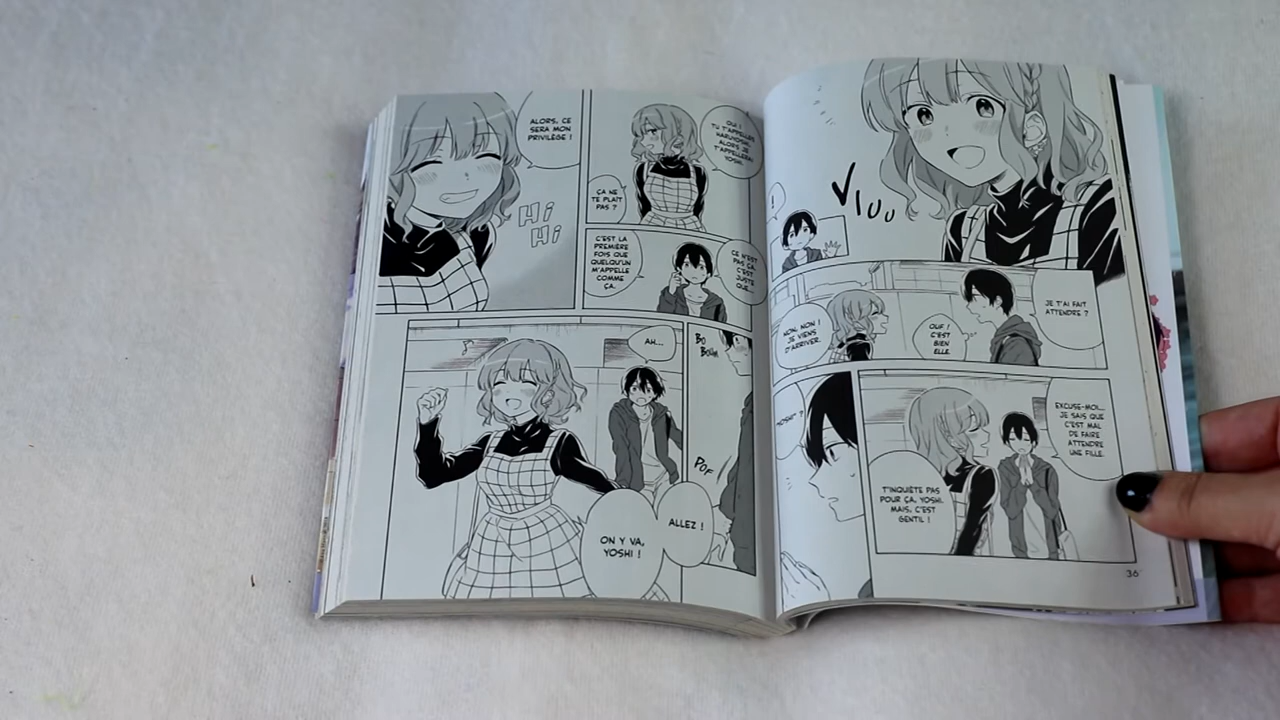 !
VIUU
JE T'AI FAIT
ATTENDRE ?
OUF !
C'EST
BIEN
ELLE.
NON, NON !
JE VIENS
D'ARRIVER.
EXCUSE-MOI...
JE SAIS QUE
C'EST MAL
DE FAIRE
ATTENDRE
UNE FILLE.
T'INQUIÈTE PAS
POUR ÇA, YOSHI.
MAIS, C'EST
GENTIL !
YOSHI" ?
36
OUI !
TU T'APPELLES
HARUYOSHI,
ALORS JE
T'APPELLERAI
YOSHI.
ÇA NE
TE PLAÎT
PAS ?
ALORS, CE
SERA MON
PRIVILÈGE !
HI
HI
CE N'EST
PAS ÇA,
C'EST
JUSTE
QUE...
C'EST LA
PREMIÈRE
FOIS QUE
QUELQU'UN
M'APPELLE
COMME
ÇA.
BO
BOUM
POF
AH...
ALLEZ !
ON Y VA,
YOSHI !